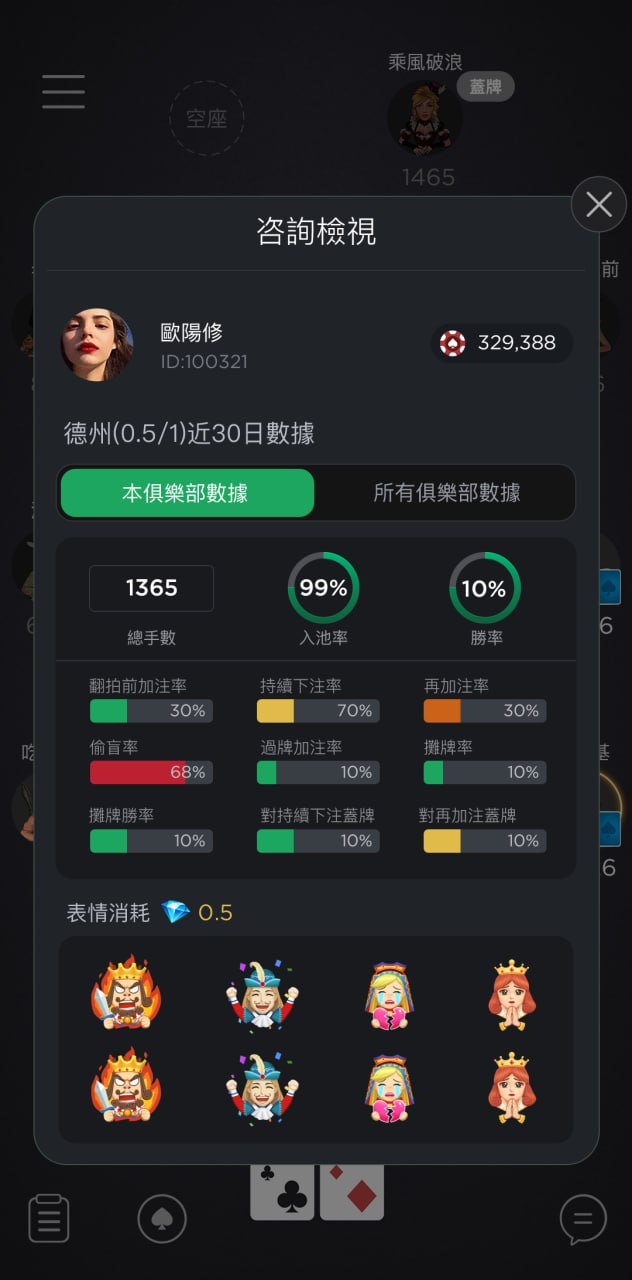 乘風破浪
蓋牌
空座
1465
咨詢檢視
前
歐陽修
329,388
ID:100321
德州(0.5/1)近30日數據
本俱樂部數據 所有俱樂部數據
1365 99% 10%
6
總手數 入池率 勝率
翻拍前加注率 持續下注率 再加注率
30% 70% 30%
偷盲率 過牌加注率 攤牌率
68% 10% 10%
攤牌勝率 對持續下注蓋牌 對再加注蓋牌
10% 10% 10%
6
表情消耗 0.5